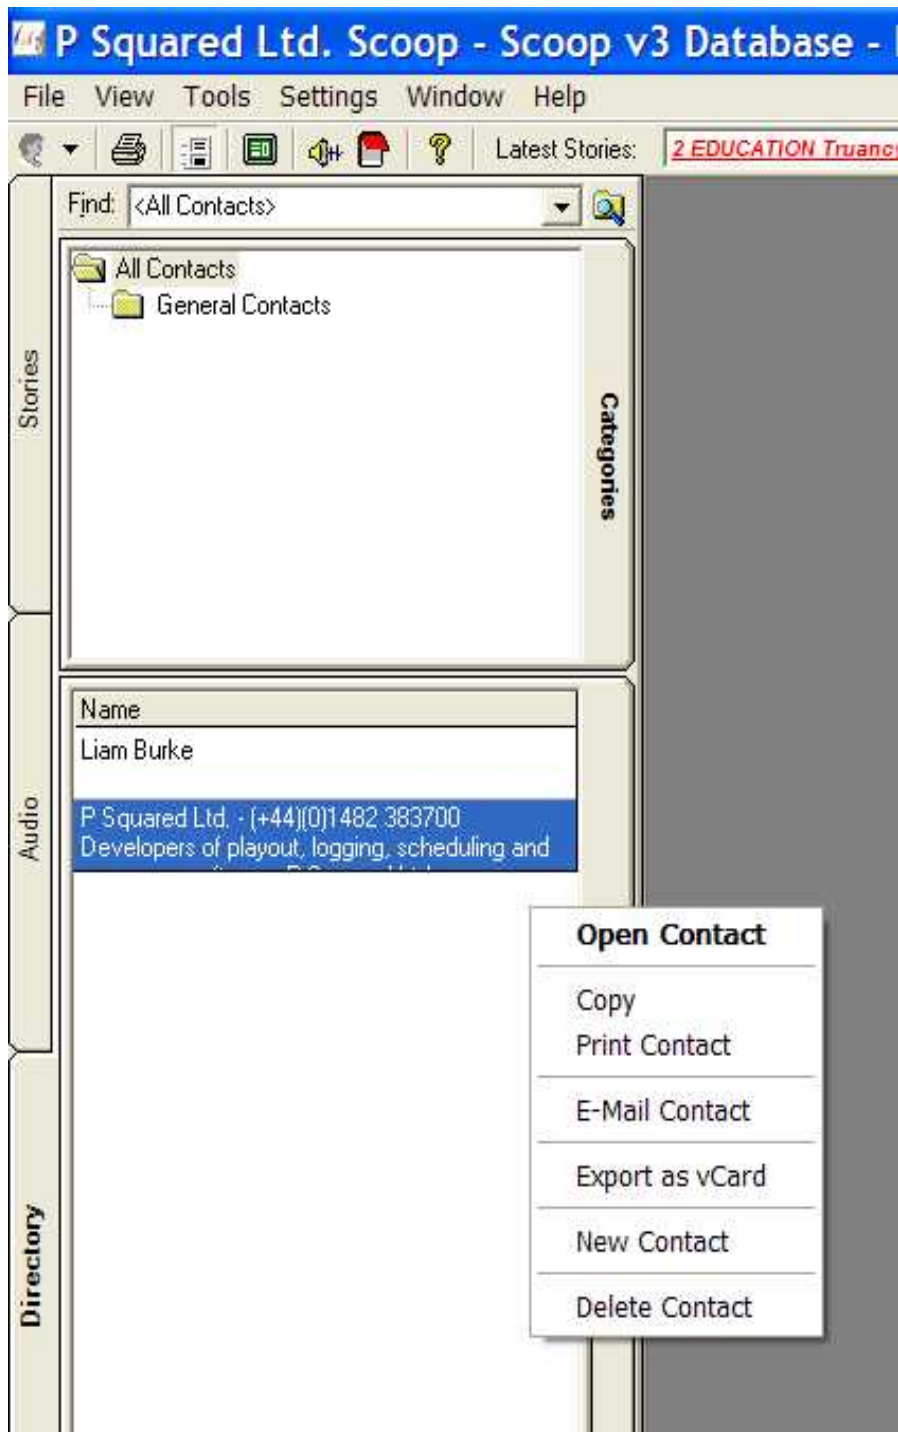 P Squared Ltd. Scoop - Scoop v3 Database -
File View Tools Settings Window Help
Latest Stories: 2 EDUCATION Truancy
Find: <All Contacts>
All Contacts
General Contacts
Categories
Stories
Audio
Directory
Name
Liam Burke
P Squared Ltd. - (+44)(0)1482 383700
Developers of playout, logging, scheduling and
Open Contact
Copy
Print Contact
E-Mail Contact
Export as vCard
New Contact
Delete Contact